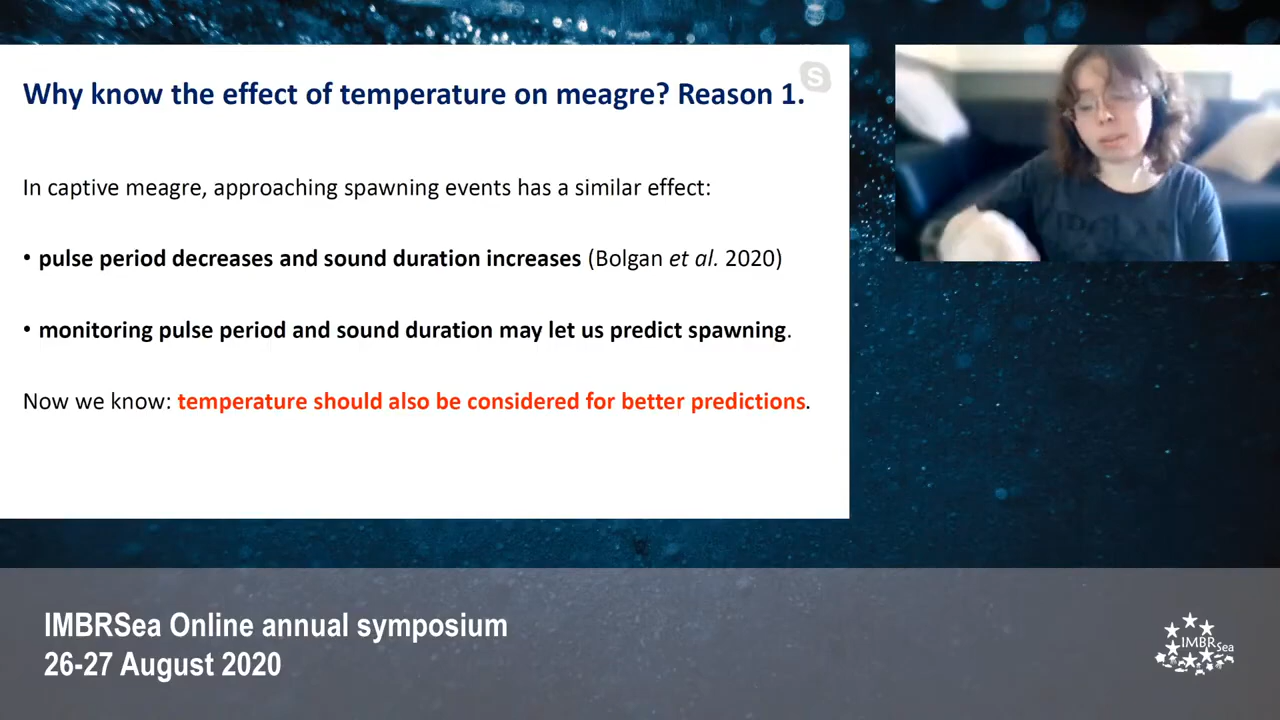 Why know the effect of temperature on meagre? Reason 1.
In captive meagre, approaching spawning events has a similar effect:
• pulse period decreases and sound duration increases (Bolgan et al. 2020)
• monitoring pulse period and sound duration may let us predict spawning.
Now we know: temperature should also be considered for better predictions.
IMBRSea Online annual symposium
26-27 August 2020
IMBRSea